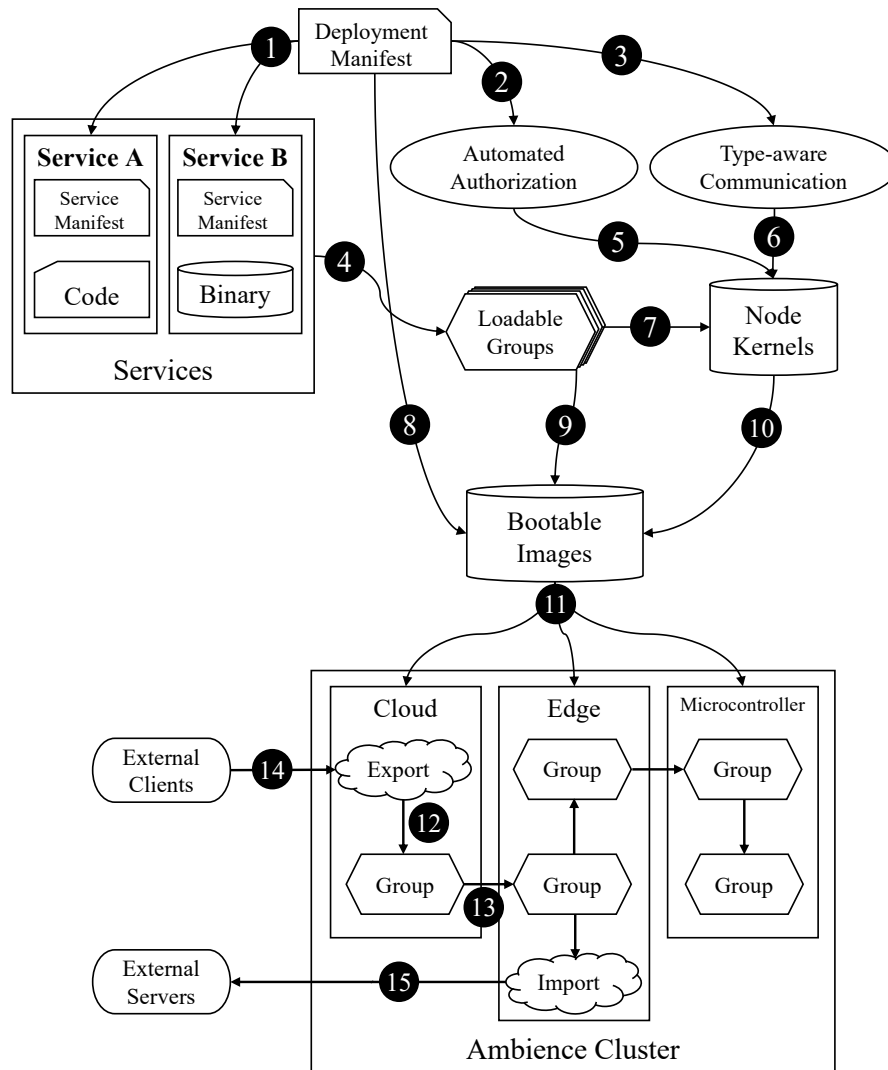 Deployment
Manifest
1
2
3
Service A
Service B
Automated
Authorization
Type-aware
Communication
Service
Manifest
Service
Manifest
4
5
6
Code
Binary
Loadable
Groups
7
Node
Kernels
Services
8
9
10
Bootable
Images
11
Cloud
Edge
Microcontroller
External
Clients
14
Export
Group
Group
12
Group
13
Group
Group
External
Servers
15
Import
Ambience Cluster